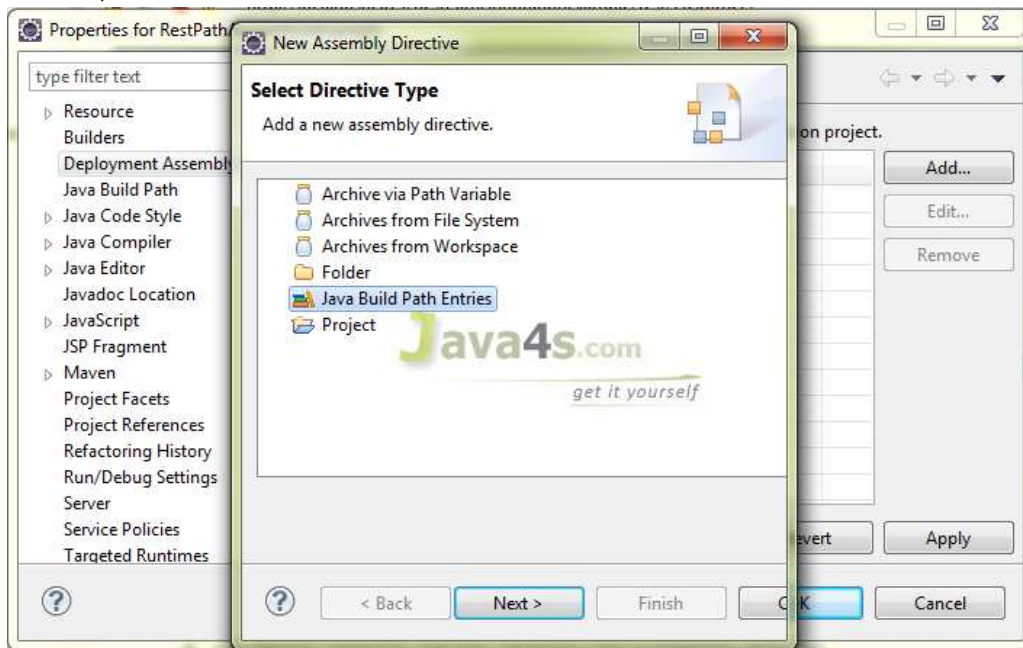 Properties for RestPath
type filter text
Resource
Builders
Deployment Assembly
Java Build Path
Java Code Style
Java Compiler
Java Editor
Javadoc Location
JavaScript
JSP Fragment
Maven
Project Facets
Project References
Refactoring History
Run/Debug Settings
Server
Service Policies
Targeted Runtimes
New Assembly Directive
Select Directive Type
Add a new assembly directive.
Archive via Path Variable
Archives from File System
Archives from Workspace
Folder
Java Build Path Entries
Project
Java4s.com
get it yourself
< Back
Next >
Finish
on project.
Add...
Edit...
Remove
evert
Apply
OK
Cancel